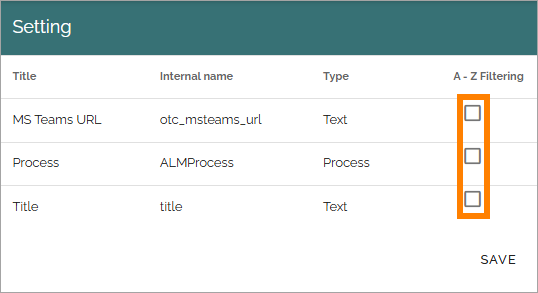 Setting
Title Internal name Type A - Z Filtering
MS Teams URL otc_msteams_url Text
Process ALMProcess Process
Title title Text
SAVE